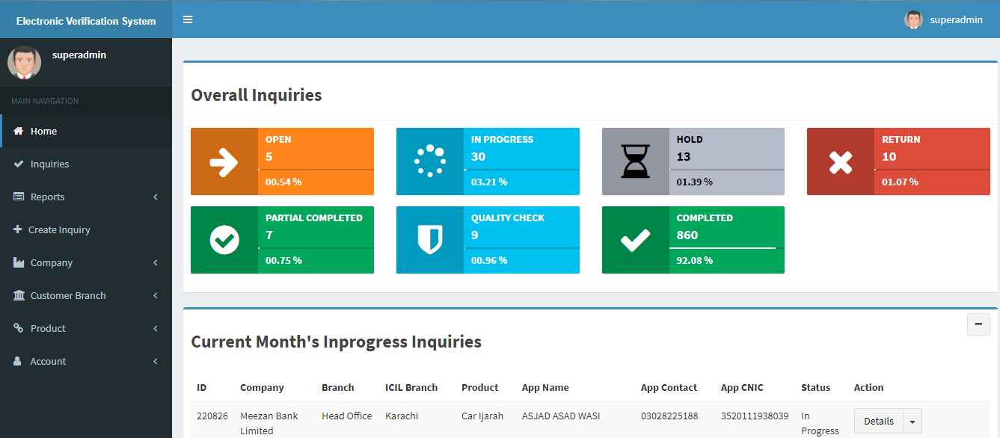 Electronic Verification System
superadmin
superadmin
MAIN NAVIGATION
Home
Inquiries
Reports
Create Inquiry
Company
Customer Branch
Product
Account
Overall Inquiries
OPEN
5
00.54 %
IN PROGRESS
30
03.21 %
HOLD
13
01.39 %
RETURN
10
01.07 %
PARTIAL COMPLETED
7
00.75 %
QUALITY CHECK
9
00.96 %
COMPLETED
860
92.08 %
Current Month's Inprogress Inquiries
ID Company Branch ICIL Branch Product App Name App Contact App CNIC Status Action
220826 Meezan Bank Head Office Karachi Car Ijarah ASJAD ASAD WASI 03028225188 3520111938039 In Details
Limited Progress